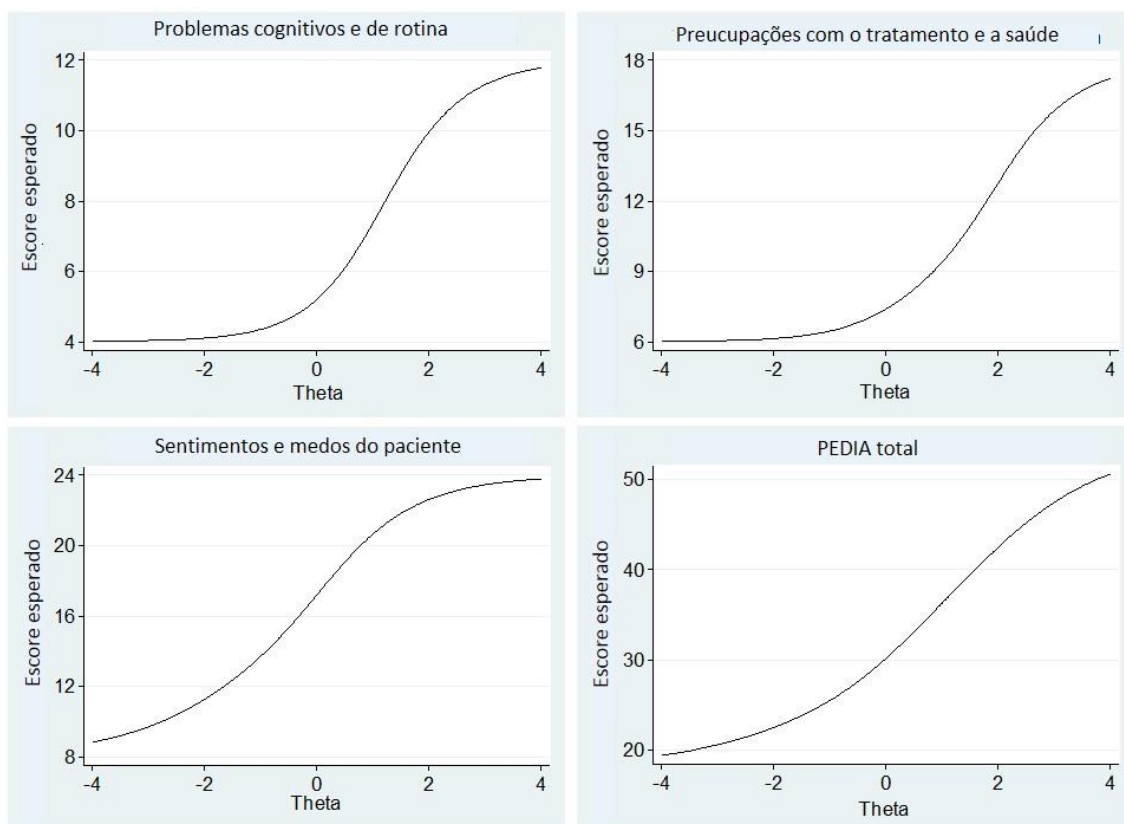 Problemas cognitivos e de rotina
Escore esperado
12
10
8
6
4
-4 -2 0 2 4
Theta
Preucupações com o tratamento e a saúde
Escore esperado
18
15
12
9
6
-4 -2 0 2 4
Theta
Sentimentos e medos do paciente
Escore esperado
24
20
16
12
8
-4 -2 0 2 4
Theta
PEDIA total
Escore esperado
50
40
30
20
-4 -2 0 2 4
Theta